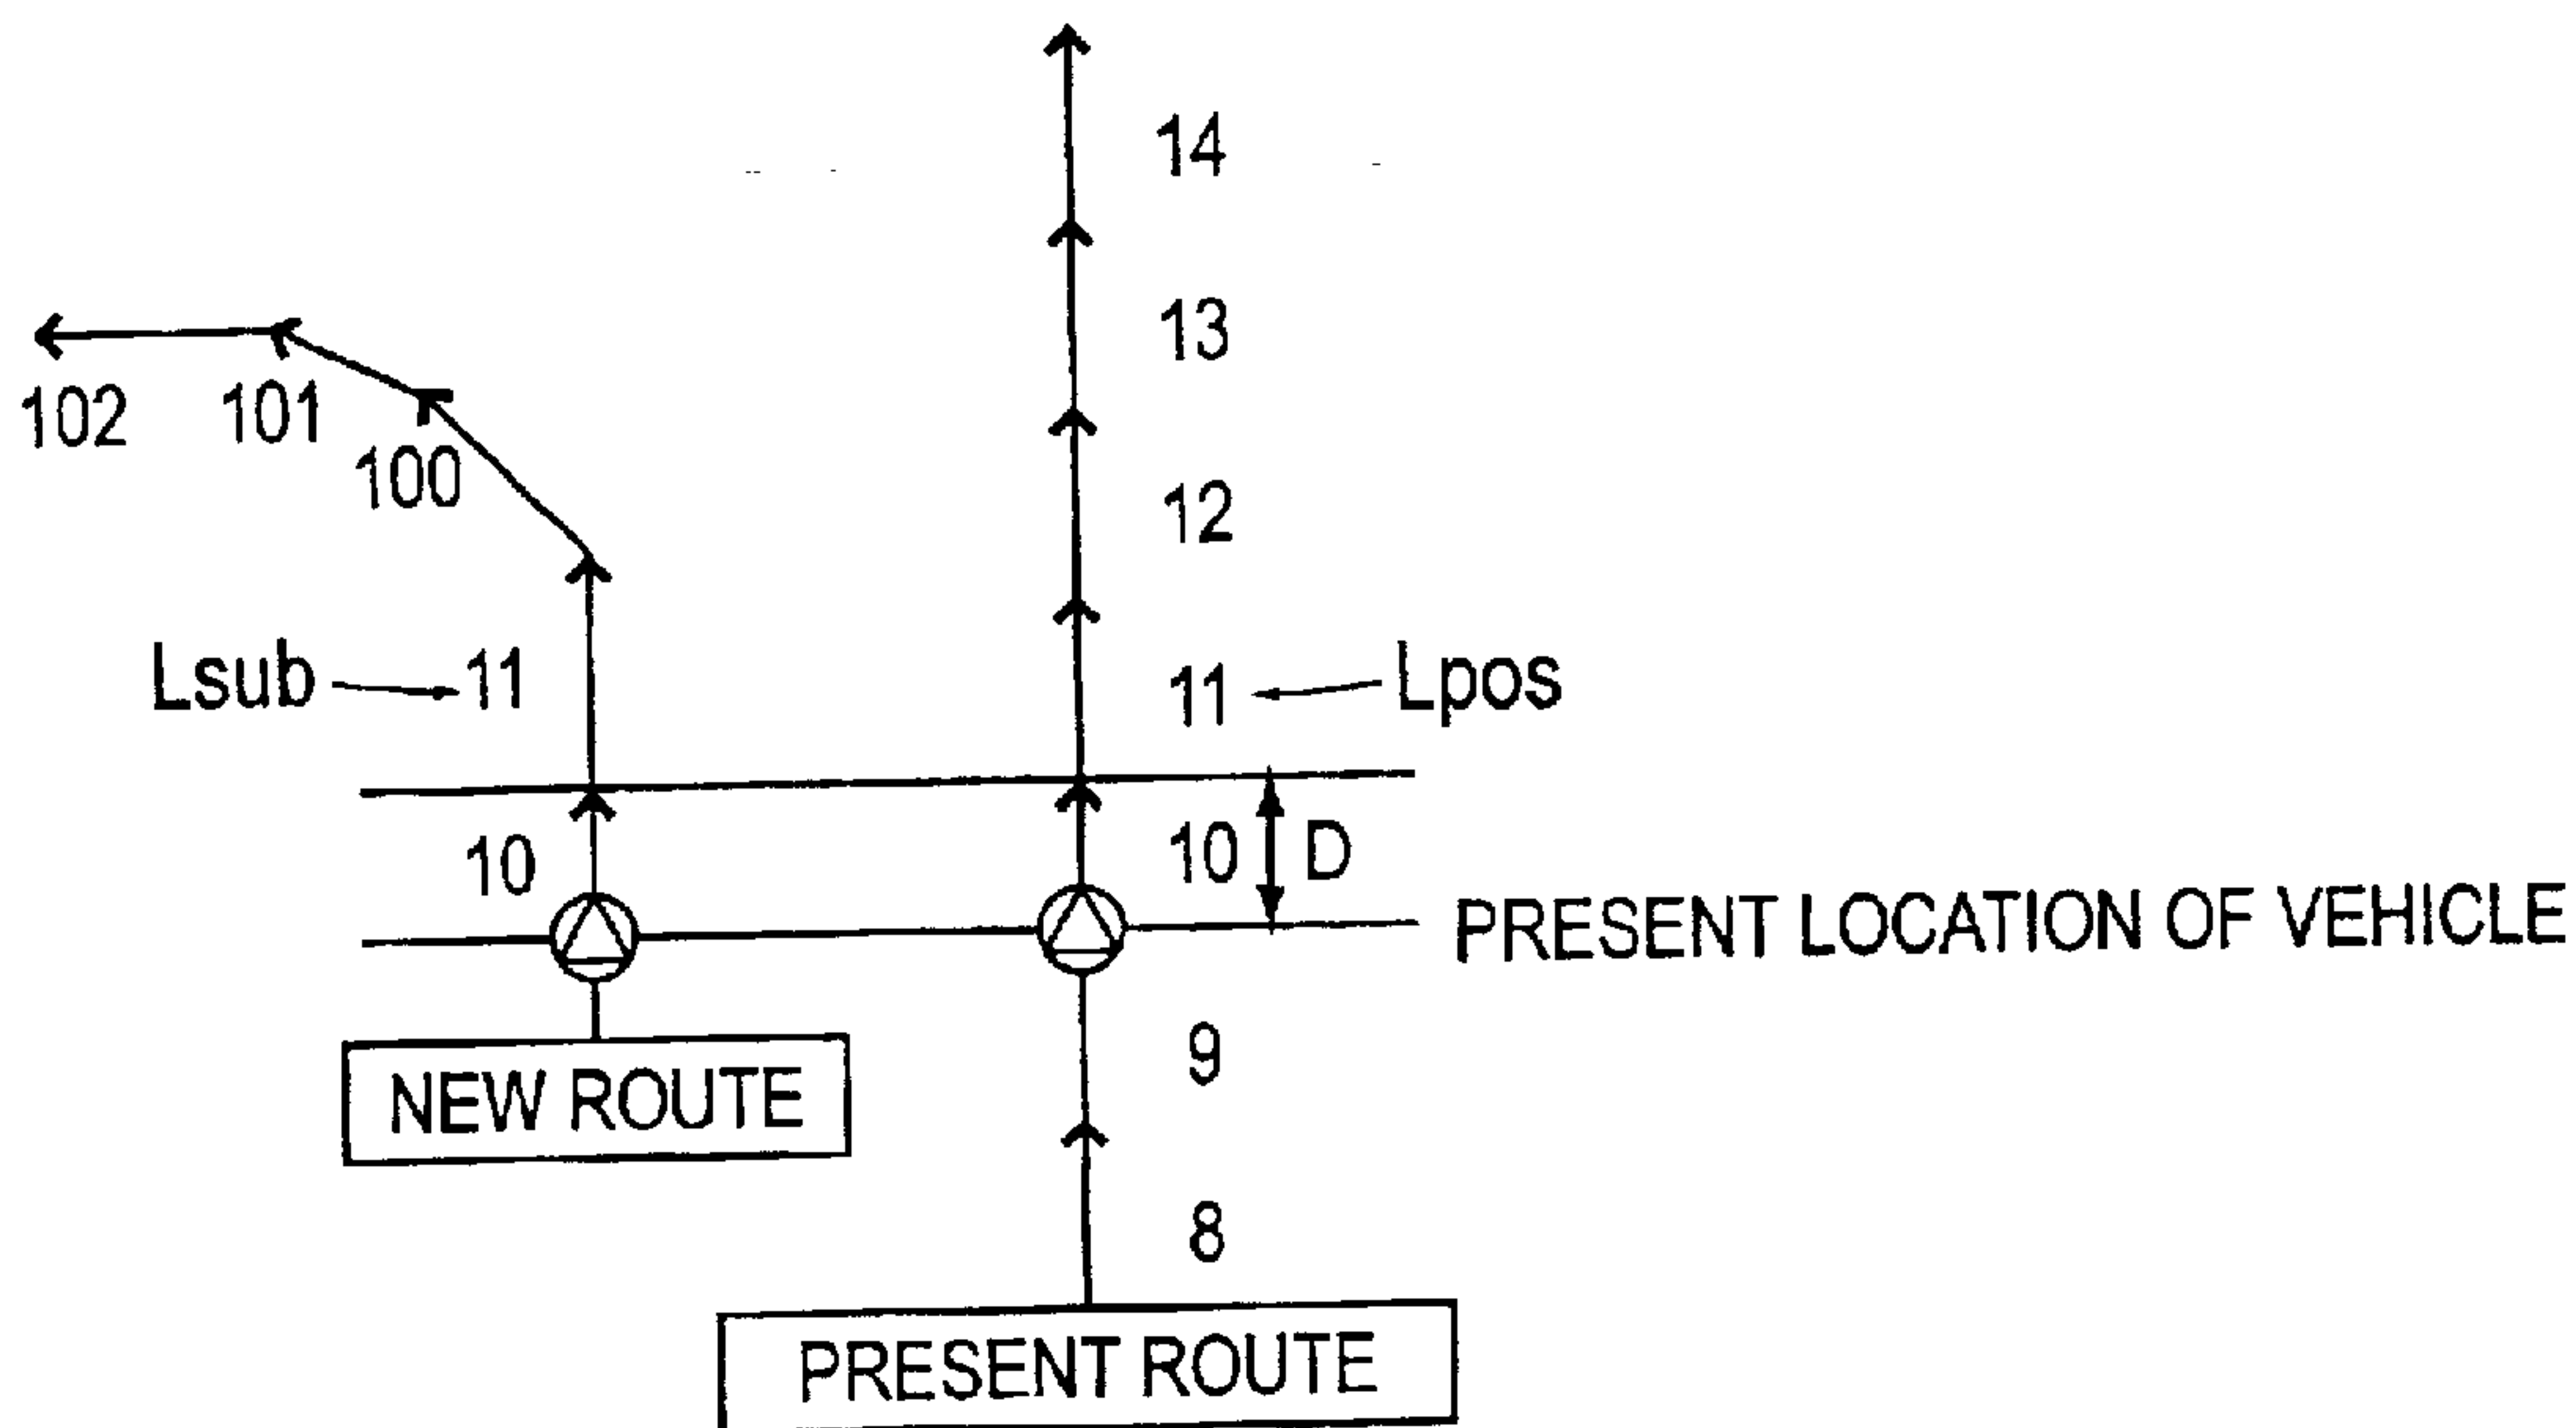 14
13
102
101
100
12
Lsub
11
11
Lpos
10
10
D
PRESENT LOCATION OF VEHICLE
9
NEW ROUTE
8
PRESENT ROUTE